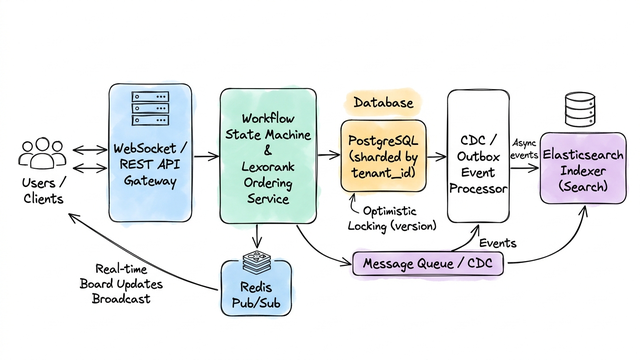 Users /
Clients
WebSocket /
REST API
Gateway
Workflow
State Machine
&
Lexorank
Ordering
Service
Database
PostgreSQL
(sharded by
tenant_id)
Optimistic
Locking (version)
CDC /
Outbox
Event
Processor
Async
events
Elasticsearch
Indexer
(Search)
Real-time
Board Updates
Broadcast
Redis
Pub/Sub
Events
Message Queue / CDC